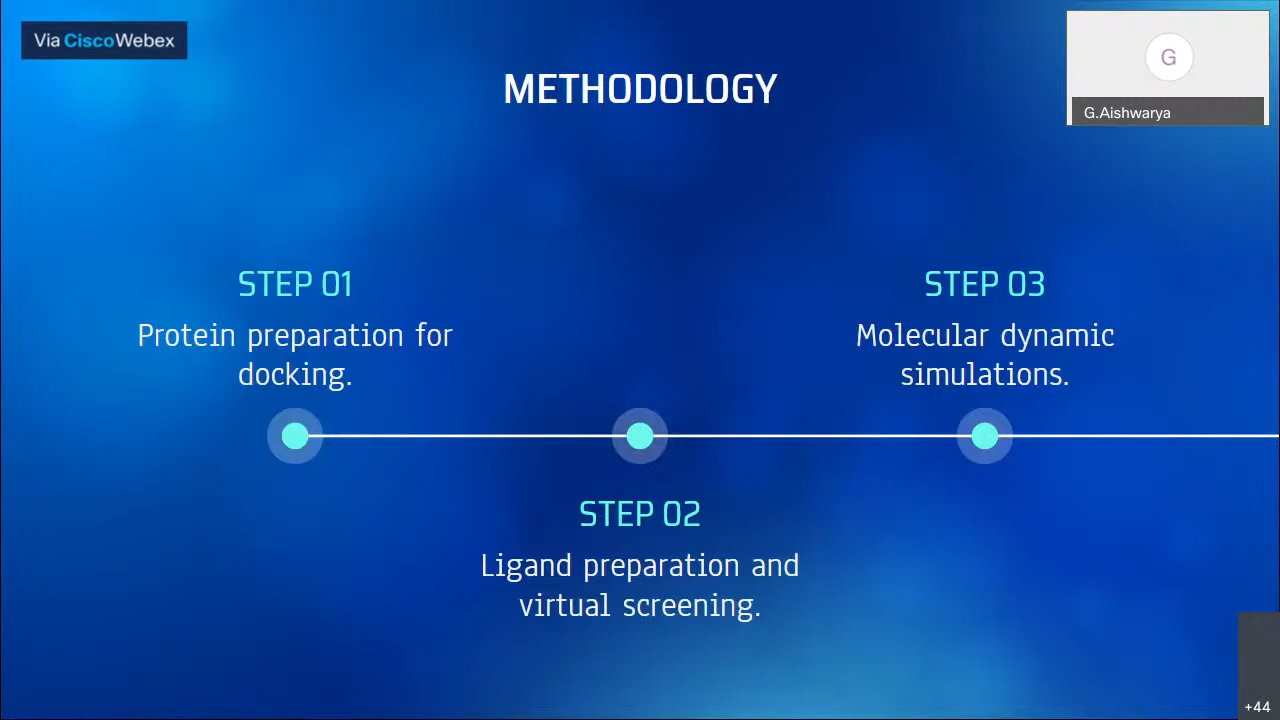 Via CiscoWebex
METHODOLOGY
G
G.Aishwarya
STEP 01
Protein preparation for
docking.
STEP 02
Ligand preparation and
virtual screening.
STEP 03
Molecular dynamic
simulations.
+44